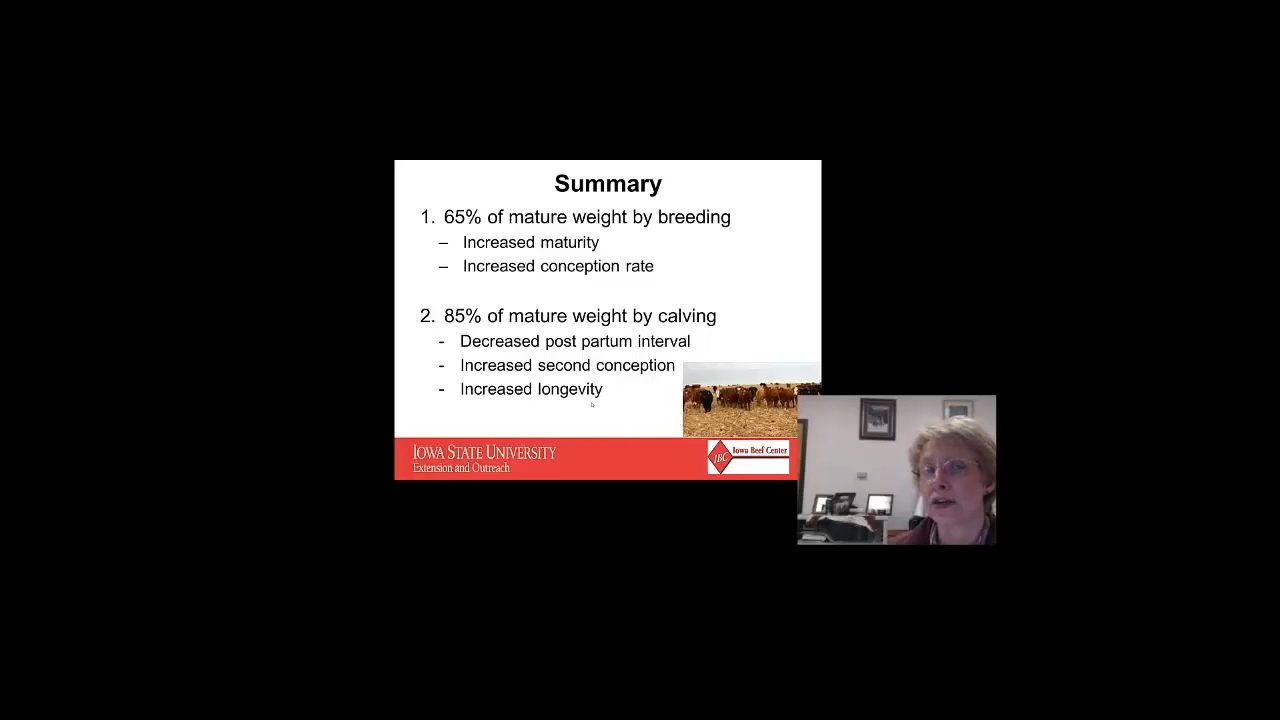 Summary
1. 65% of mature weight by breeding
– Increased maturity
– Increased conception rate
2. 85% of mature weight by calving
- Decreased post partum interval
- Increased second conception
- Increased longevity
IOWA STATE UNIVERSITY
Extension and Outreach
IBC
Iowa Beef Center